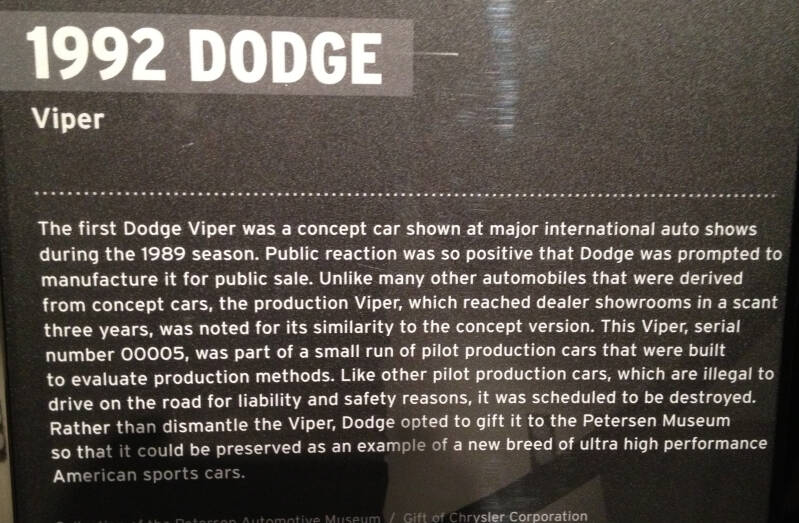 1992 DODGE
Viper
The first Dodge Viper was a concept car shown at major international auto shows
during the 1989 season. Public reaction was so positive that Dodge was prompted to
manufacture it for public sale. Unlike many other automobiles that were derived
from concept cars, the production Viper, which reached dealer showrooms in a scant
three years, was noted for its similarity to the concept version. This Viper, serial
number 00005, was part of a small run of pilot production cars that were built
to evaluate production methods. Like other pilot production cars, which are illegal to
drive on the road for liability and safety reasons, it was scheduled to be destroyed.
Rather than dismantle the Viper, Dodge opted to gift it to the Petersen Museum
so that it could be preserved as an example of a new breed of ultra high performance
American sports cars.
Collection of the Petersen Automotive Museum / Gift of Chrysler Corporation